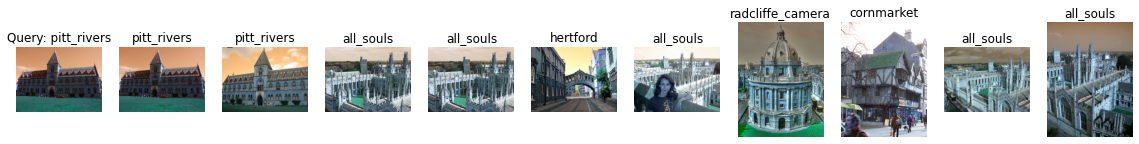 Query: pitt_rivers
pitt_rivers
pitt_rivers
all_souls
all_souls
hertford
all_souls
radcliffe_camera
cornmarket
all_souls
all_souls